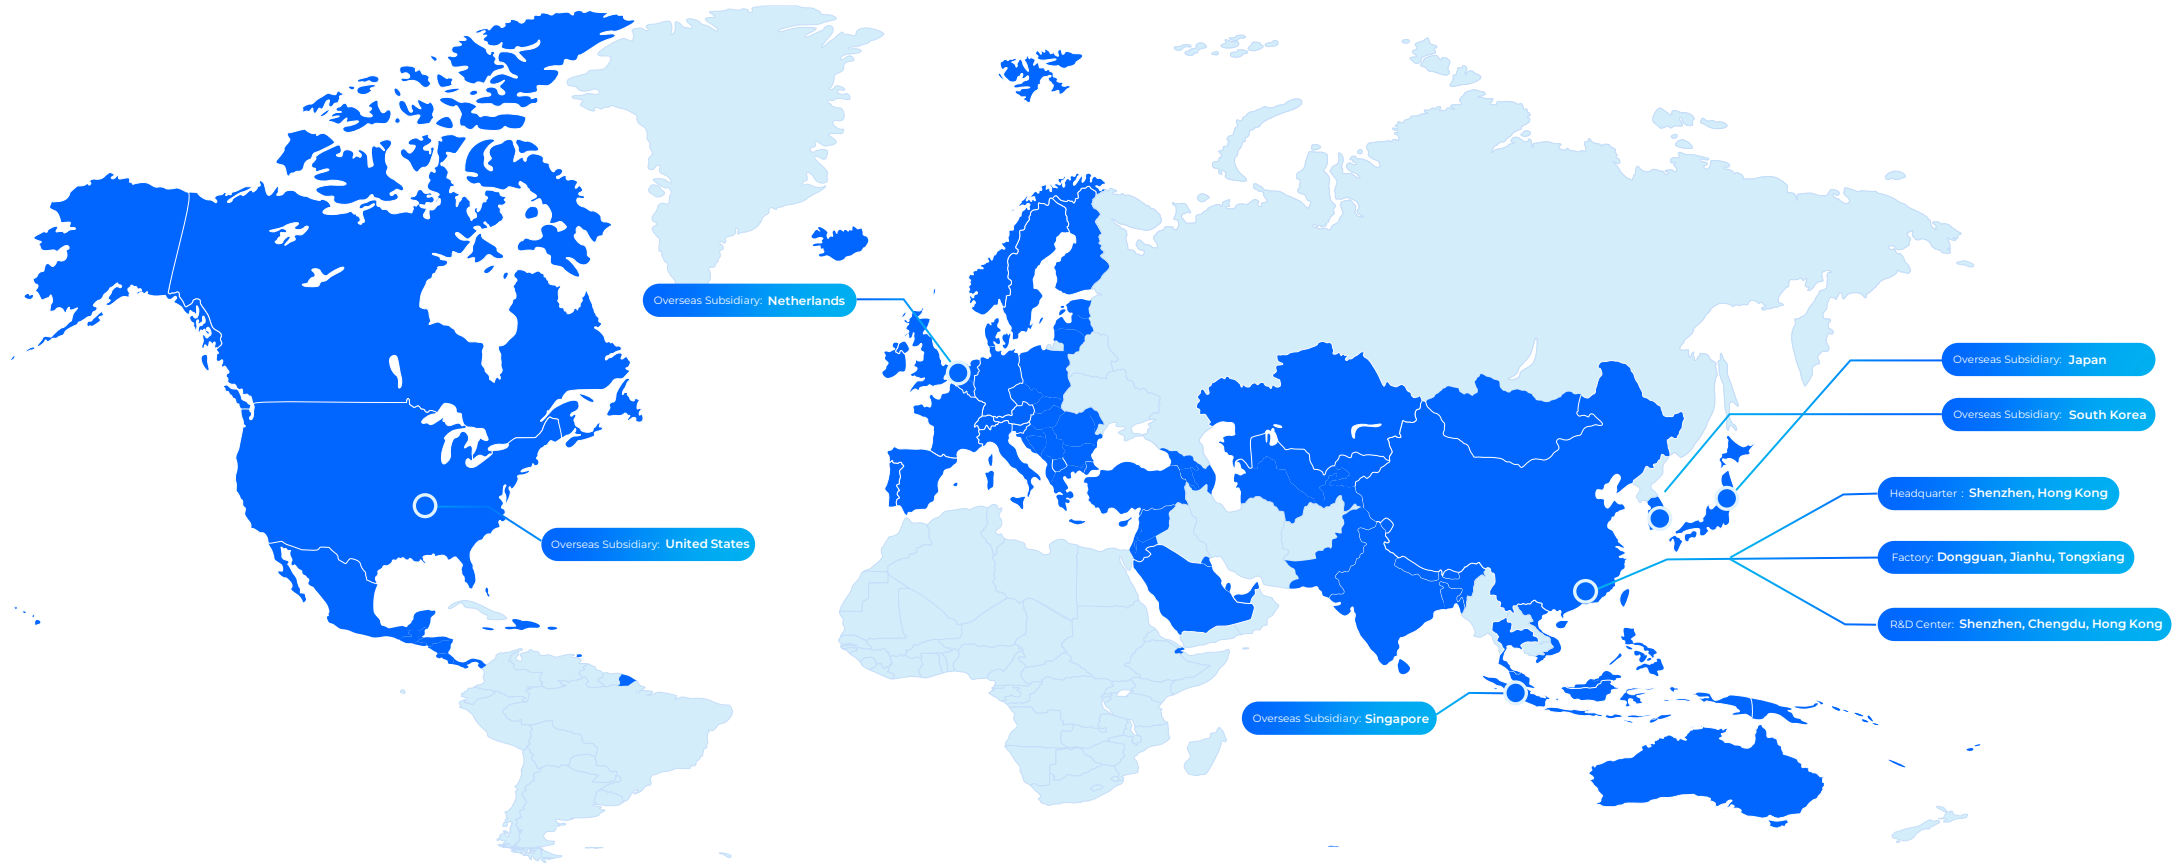 Overseas Subsidiary: Netherlands
Overseas Subsidiary: Japan
Overseas Subsidiary: South Korea
Headquarter : Shenzhen, Hong Kong
Overseas Subsidiary: United States
Factory: Dongguan, Jianhu, Tongxiang
R&D Center: Shenzhen, Chengdu, Hong Kong
Overseas Subsidiary: Singapore